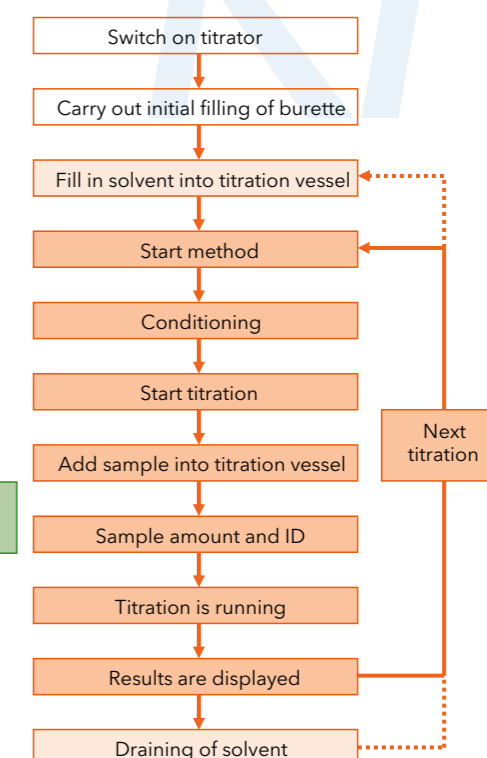 Switch on titrator
Carry out initial filling of burette
Fill in solvent into titration vessel
Start method
Conditioning
Start titration
Next
titration
Add sample into titration vessel
Sample amount and ID
Titration is running
Results are displayed
Draining of solvent